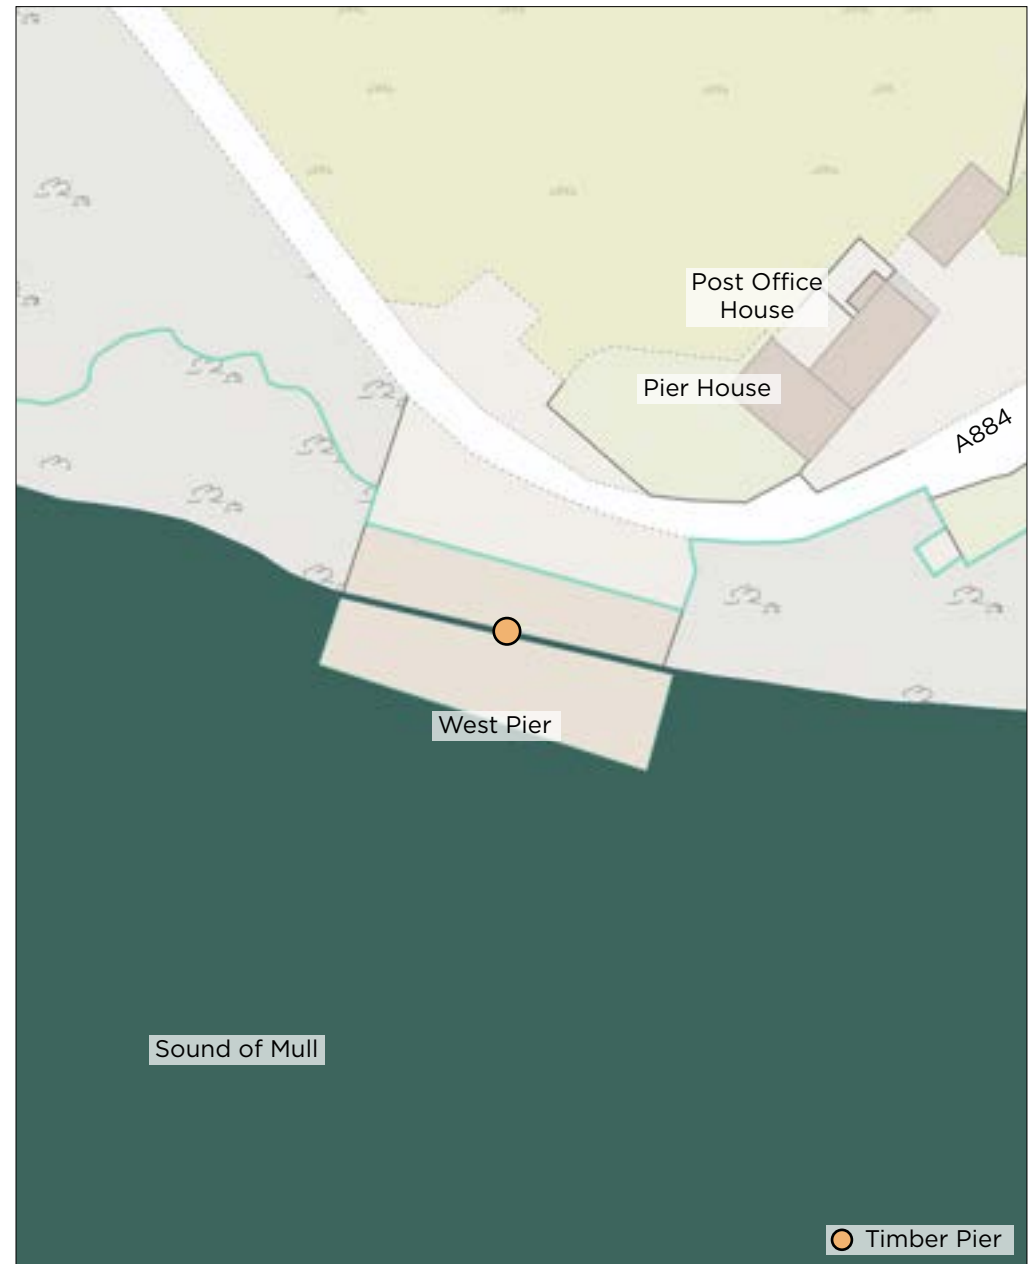 Post Office
House
Pier House
A884
West Pier
Sound of Mull
Timber Pier